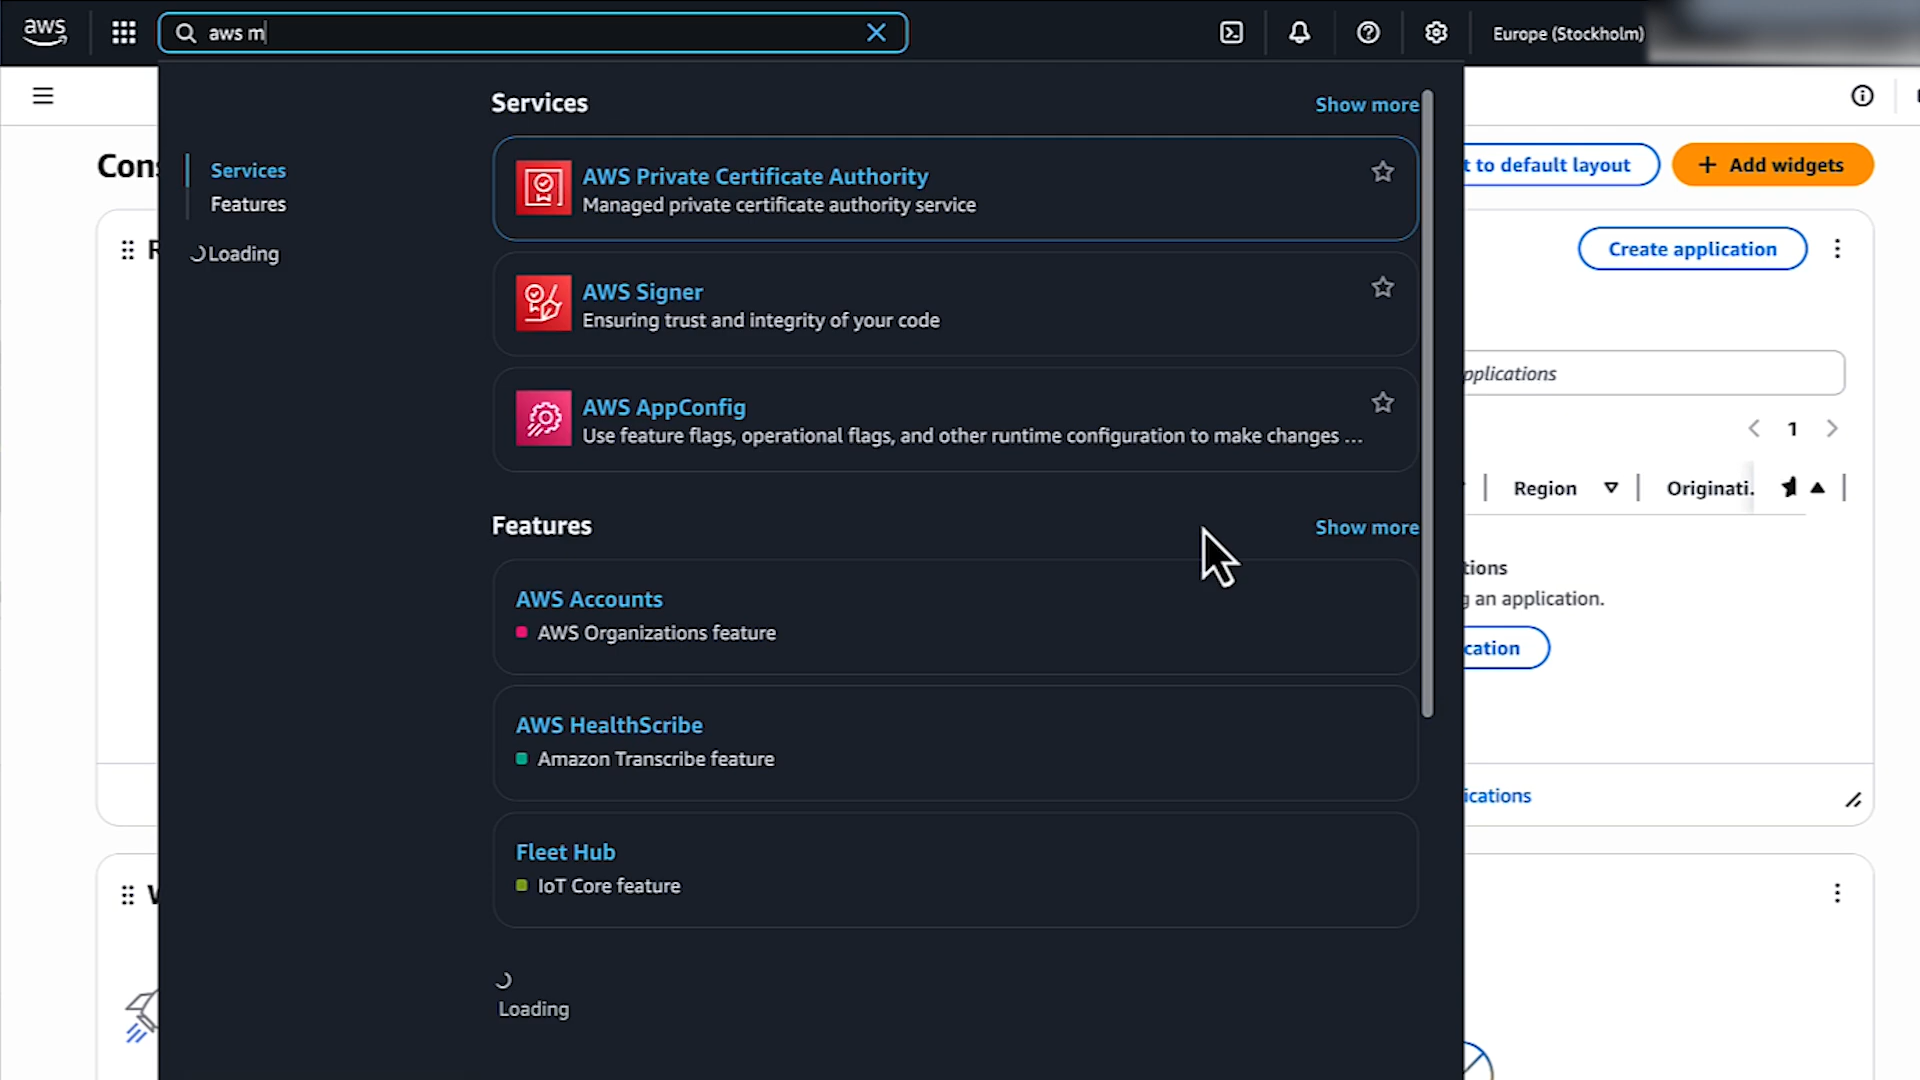 aws
aws m
Europe (Stockholm)
Services
Show more
Services
Features
Loading
AWS Private Certificate Authority
Managed private certificate authority service
AWS Signer
Ensuring trust and integrity of your code
AWS AppConfig
Use feature flags, operational flags, and other runtime configuration to make changes ...
Features
Show more
AWS Accounts
AWS Organizations feature
AWS HealthScribe
Amazon Transcribe feature
Fleet Hub
IoT Core feature
Loading
Cons
t to default layout
+ Add widgets
R
Create application
pplications
1
Region
Originati.
tions
g an application.
cation
ications